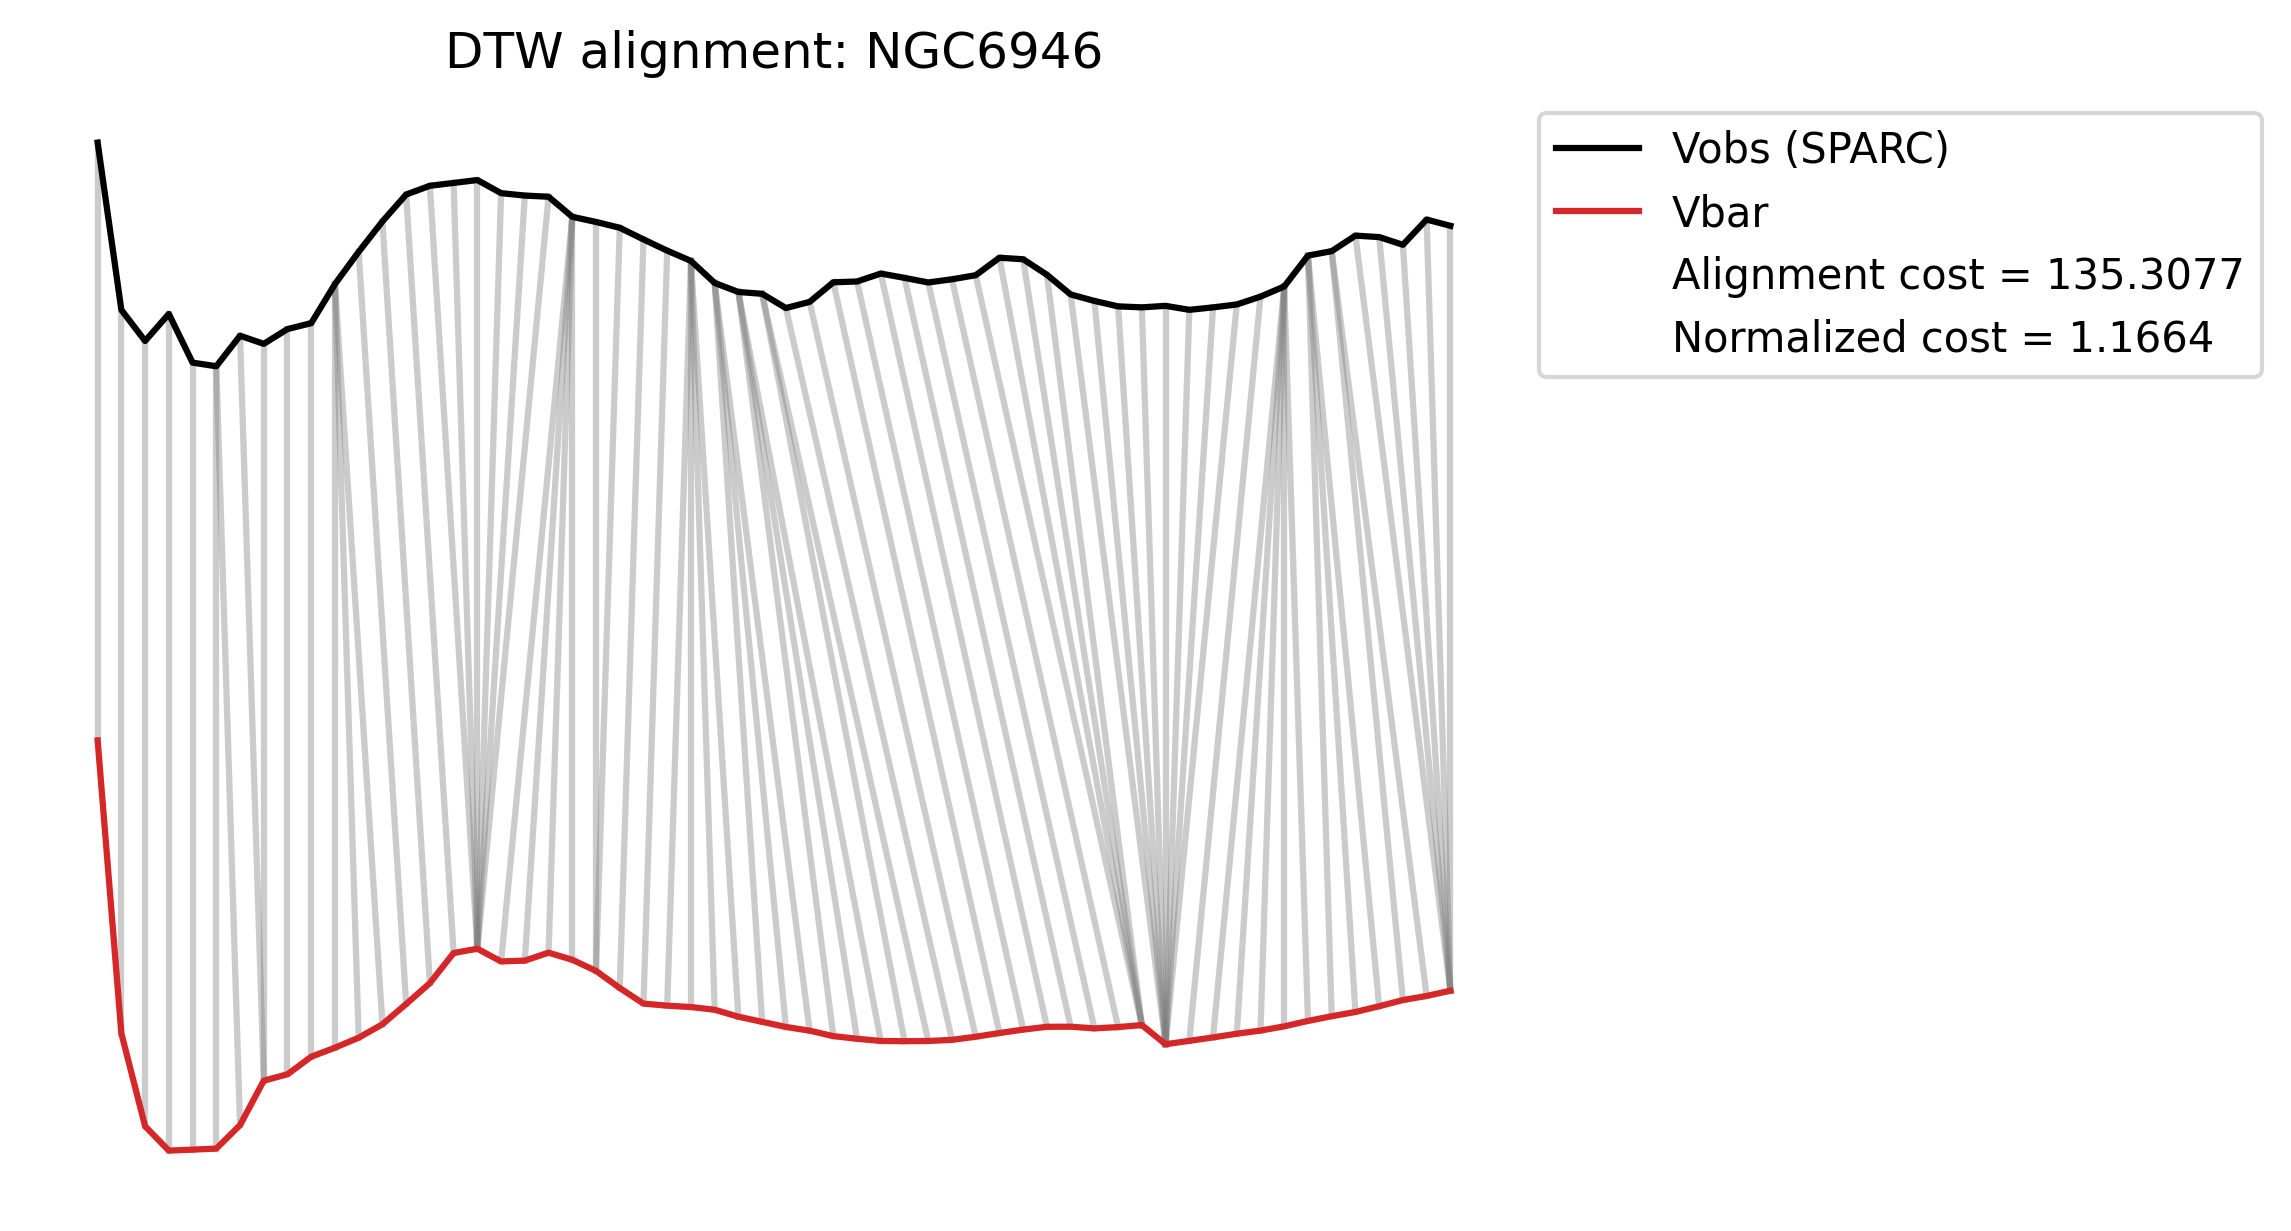 DTW alignment: NGC6946
Vobs (SPARC)
Vbar
Alignment cost = 135.3077
Normalized cost = 1.1664